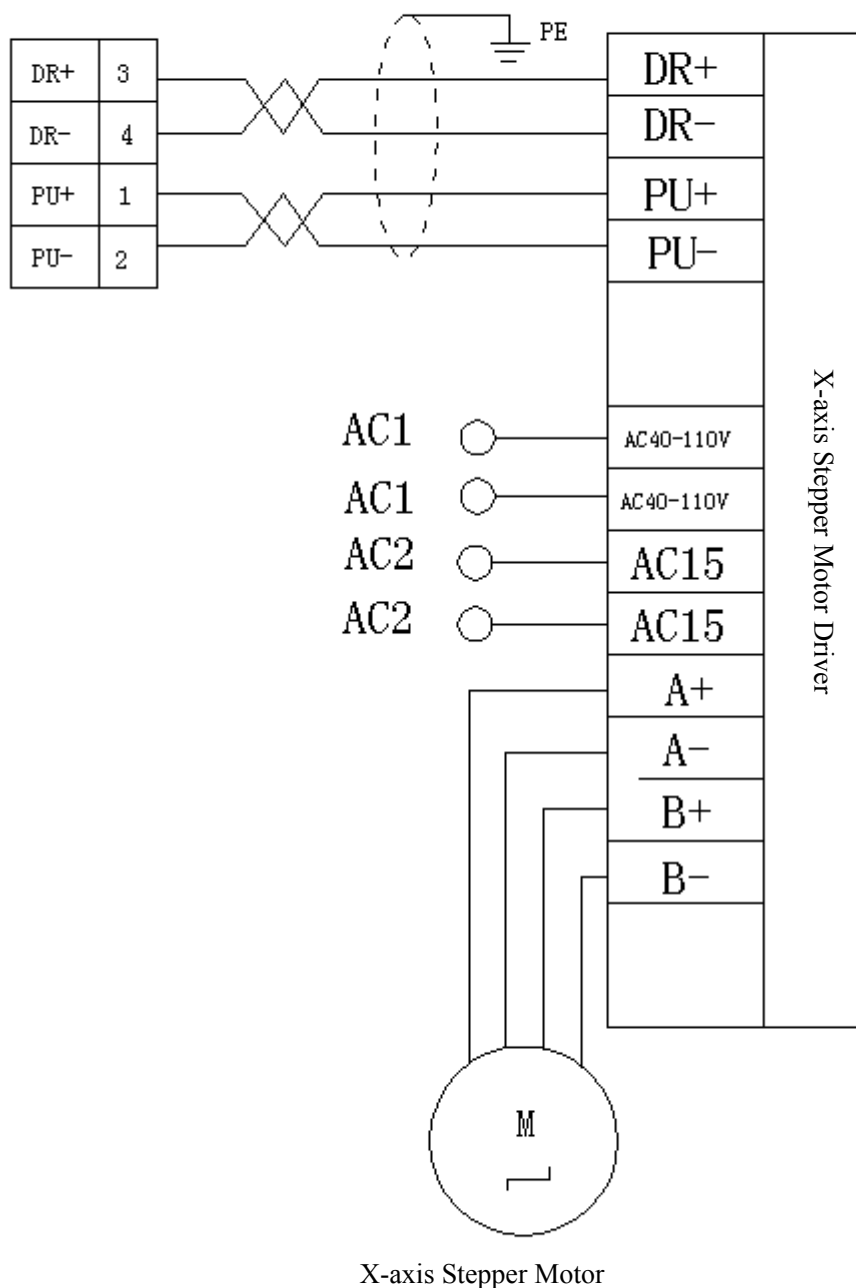 PE
DR+ 3
DR- 4
PU+ 1
PU- 2
DR+
DR-
PU+
PU-
AC1
AC40-110V
AC1
AC40-110V
AC2
AC15
AC2
AC15
A+
A-
B+
B-
X-axis Stepper Motor Driver
M
X-axis Stepper Motor